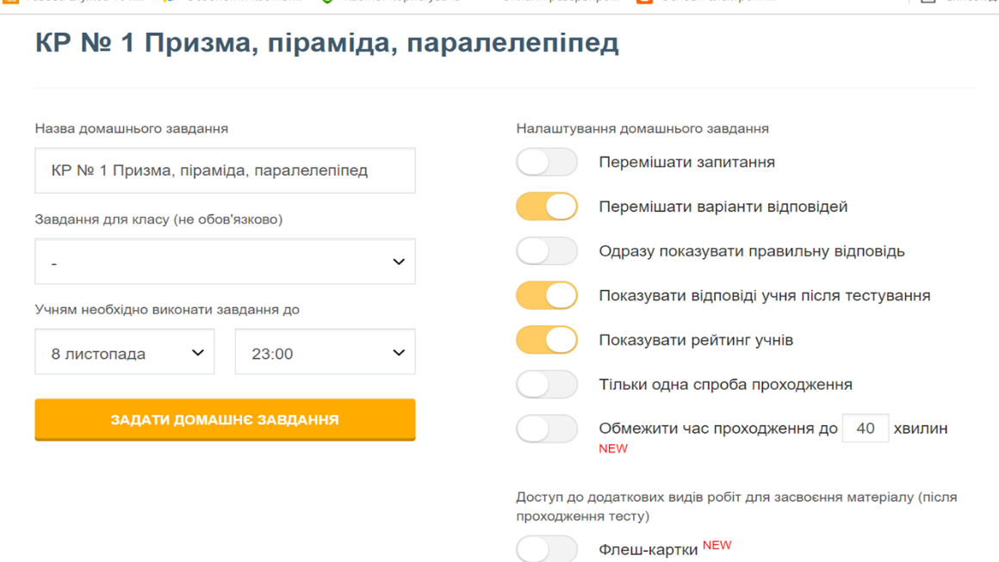 КР № 1 Призма, піраміда, паралелепіпед
Назва домашнього завдання
КР № 1 Призма, піраміда, паралелепіпед
Завдання для класу (не обов'язково)
-
Учням необхідно виконати завдання до
8 листопада
23:00
ЗАДАТИ ДОМАШНЄ ЗАВДАННЯ
Налаштування домашнього завдання
Перемішати запитання
Перемішати варіанти відповідей
Одразу показувати правильну відповідь
Показувати відповіді учня після тестування
Показувати рейтинг учнів
Тільки одна спроба проходження
Обмежити час проходження до 40 хвилин
NEW
Доступ до додаткових видів робіт для засвоєння матеріалу (після
проходження тесту)
Флеш-картки NEW